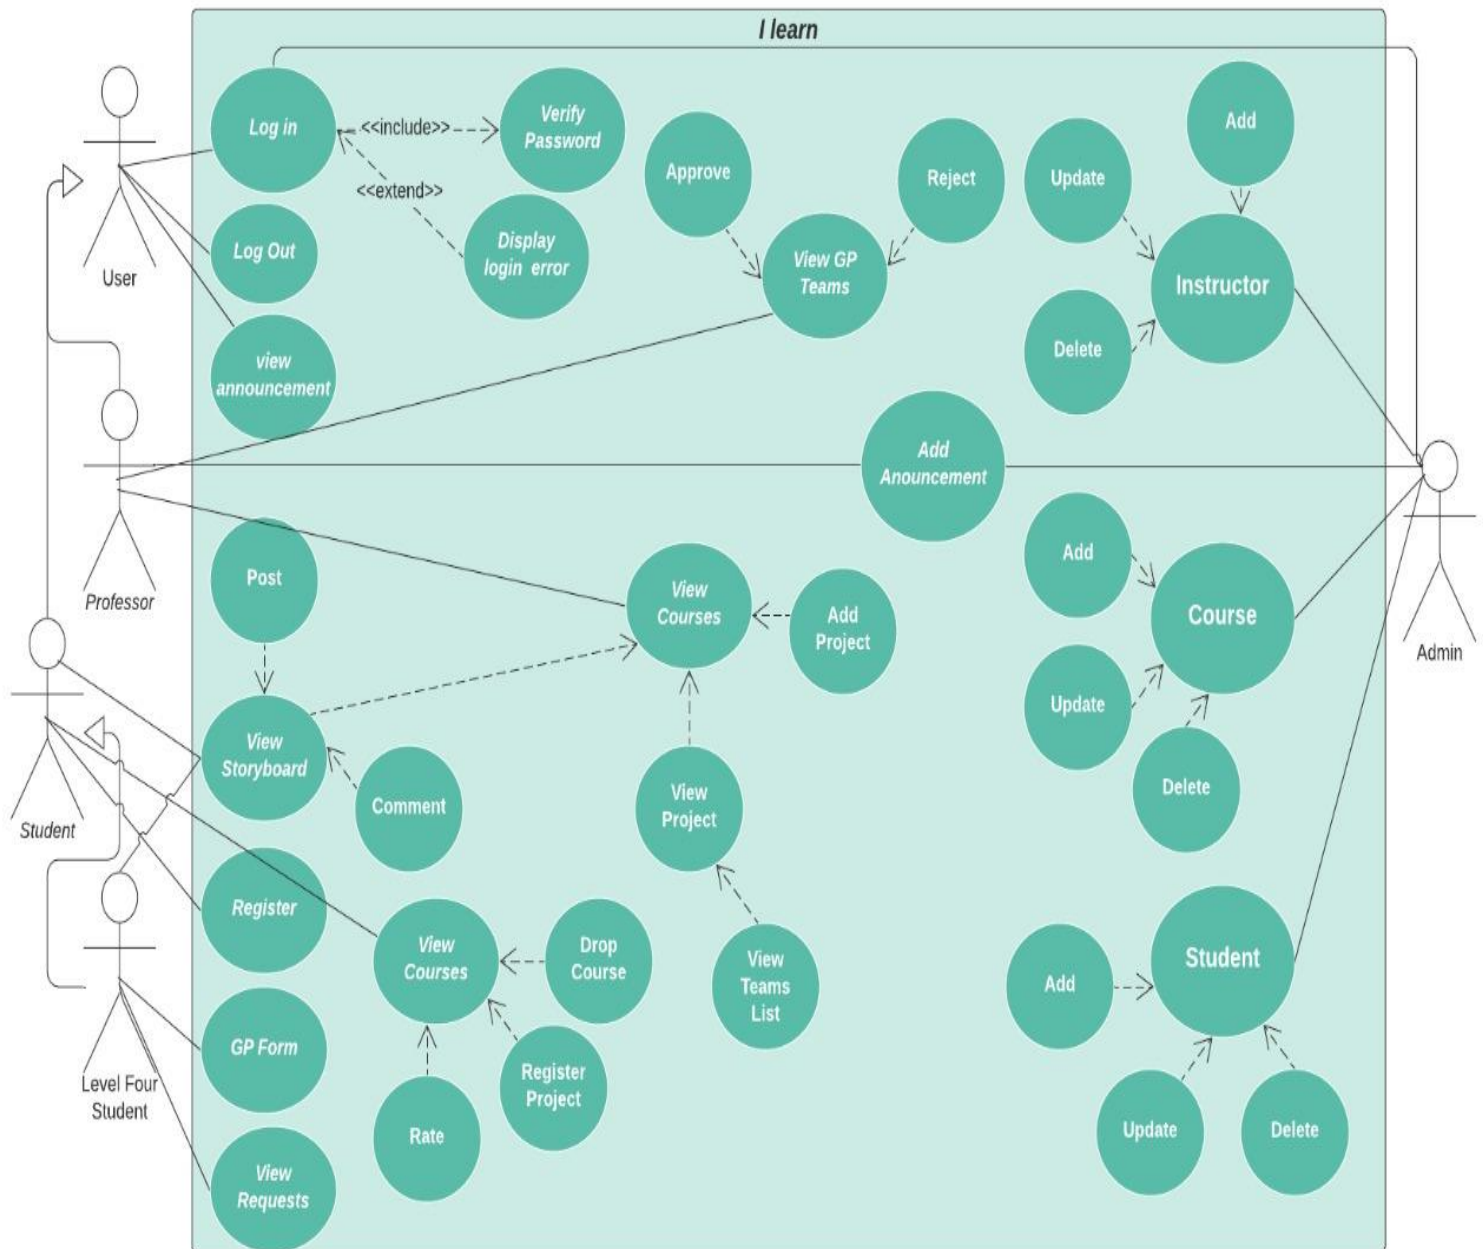 I learn
Log in
<<include>>
Verify
Password
<<extend>>
Display
login error
Log Out
view
announcement
User
Approve
Reject
View GP
Teams
Add
Update
Instructor
Delete
Add
Anouncement
Professor
Post
View
Courses
Add
Project
Add
Course
Update
Delete
Admin
View
Storyboard
Comment
View
Project
Student
Register
View
Courses
Drop
Course
View
Teams
List
Student
Add
GP Form
Level Four
Student
Register
Project
Rate
Update
Delete
View
Requests